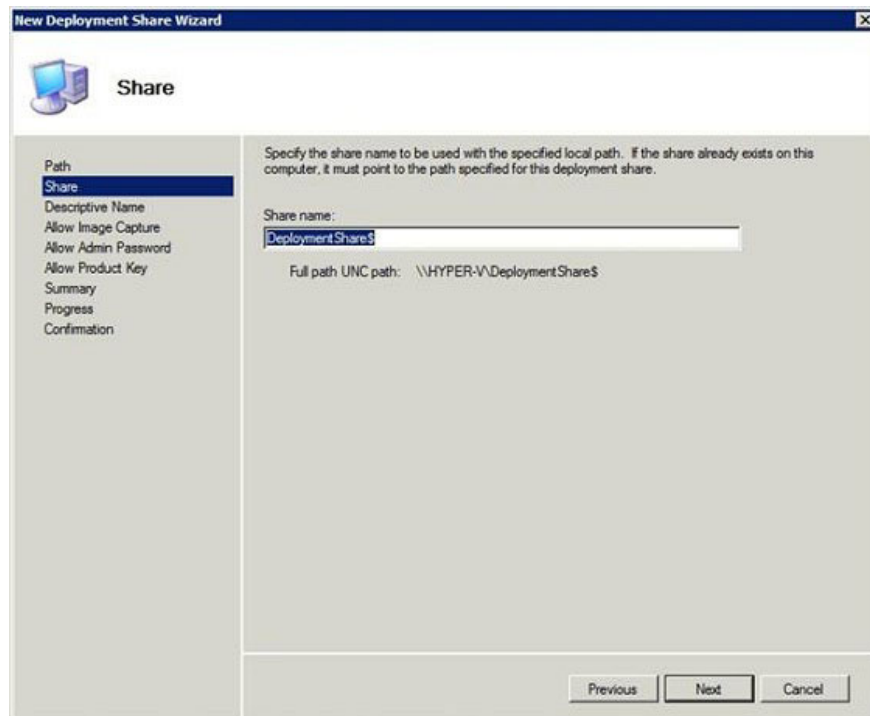 New Deployment Share Wizard
Share
Path
Share
Descriptive Name
Allow Image Capture
Allow Admin Password
Allow Product Key
Summary
Progress
Confirmation
Specify the share name to be used with the specified local path. If the share already exists on this
computer, it must point to the path specified for this deployment share.
Share name:
DeploymentShare$
Full path UNC path: \\HYPER-V\DeploymentShare$
Previous
Next
Cancel